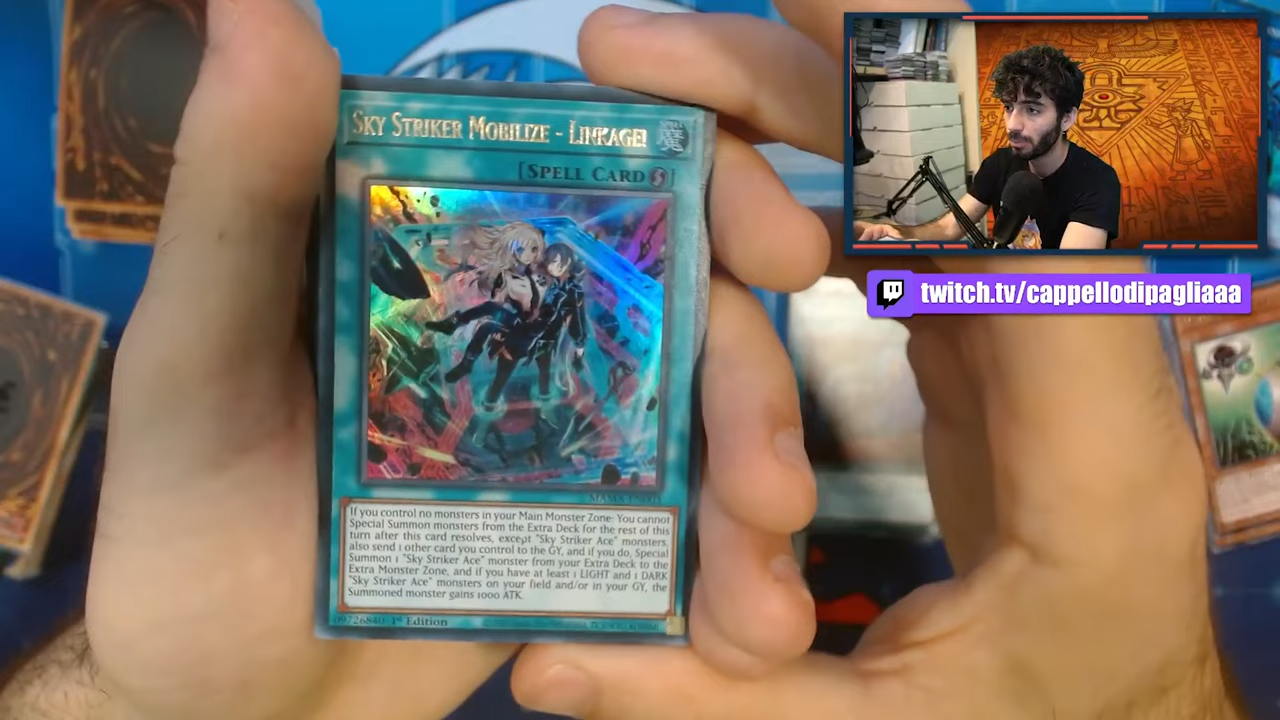 SKY STRIKER MOBILIZE - LINKAGE!
[SPELL CARD]
If you control no monsters in your Main Monster Zone: You cannot
Special Summon monsters from the Extra Deck for the rest of this
turn after this card resolves, except "Sky Striker Ace" monsters,
also send 1 other card you control to the GY, and if you do, Special
Summon 1 "Sky Striker Ace" monster from your Extra Deck to the
Extra Monster Zone, and if you have at least 1 LIGHT and 1 DARK
"Sky Striker Ace" monsters on your field and/or in your GY, the
Summoned monster gains 1000 ATK.
09726840 1st Edition
twitch.tv/cappellodipagliaaa